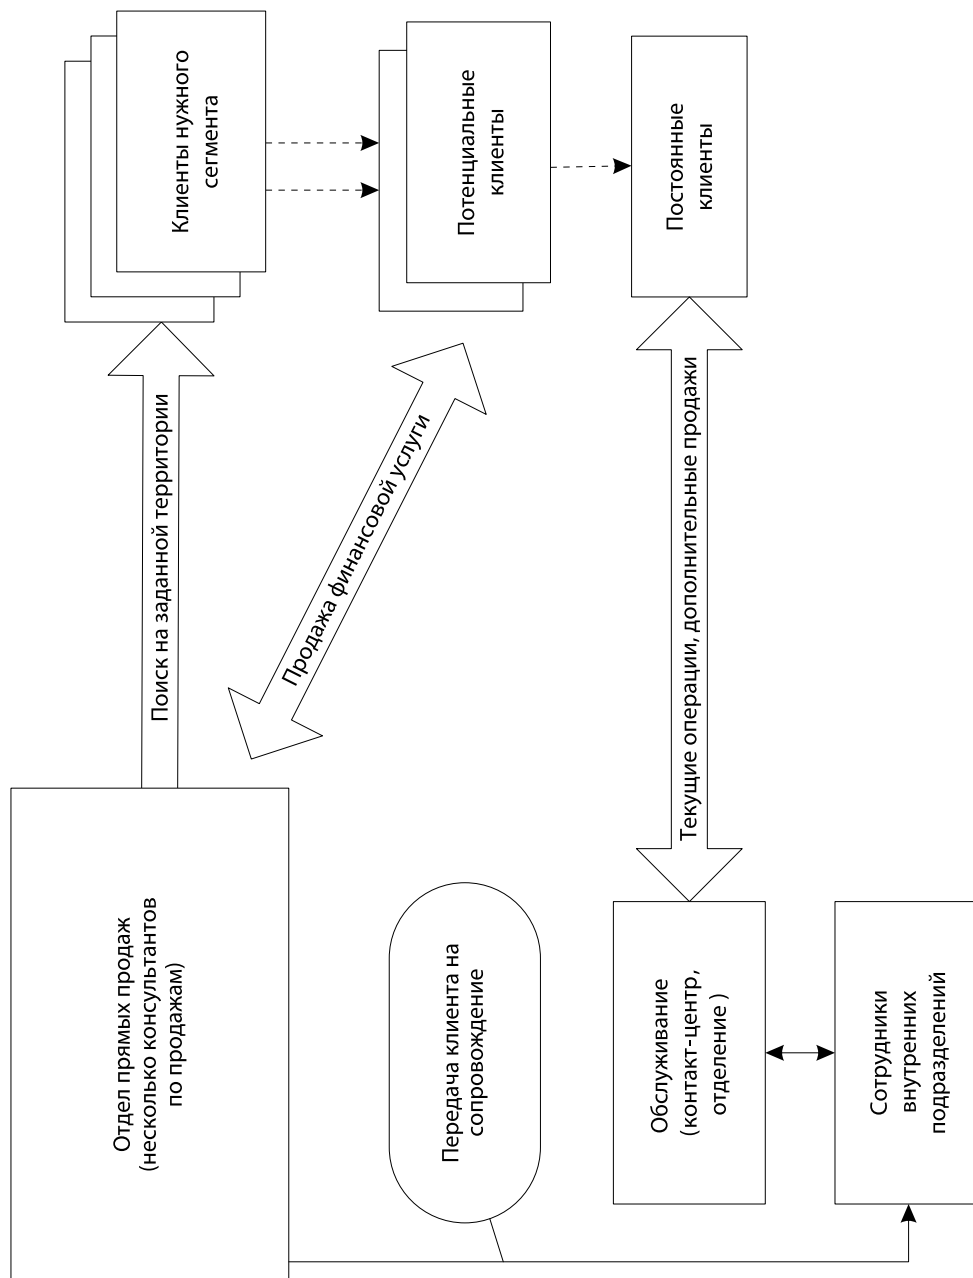 Отдел прямых продаж
(несколько консультантов
по продажам)
Поиск на заданной территории
Клиенты нужного
сегмента
Продажа финансовой услуги
Потенциальные
клиенты
Передача клиента на
сопровождение
Обслуживание
(контакт-центр,
отделение )
Текущие операции, дополнительные продажи
Постоянные
клиенты
Сотрудники
внутренних
подразделений